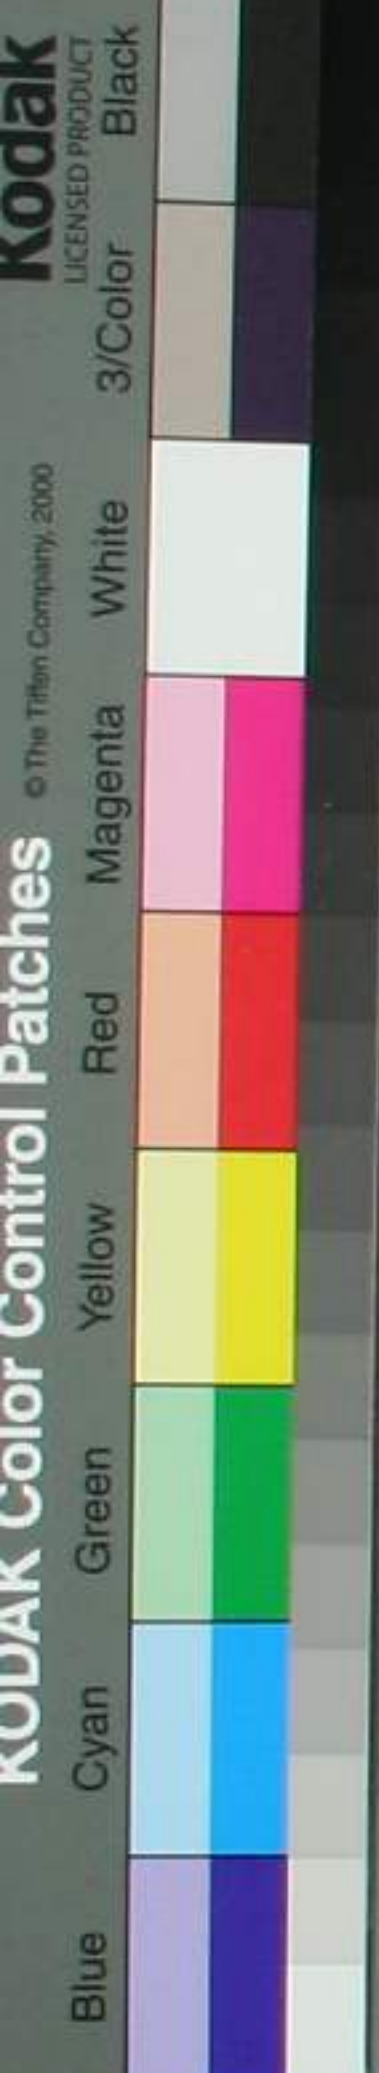 KODAK Color Control Patches © The Tiffen Company, 2000
Kodak
LICENSED PRODUCT
Blue Cyan Green Yellow Red Magenta White 3/Color Black